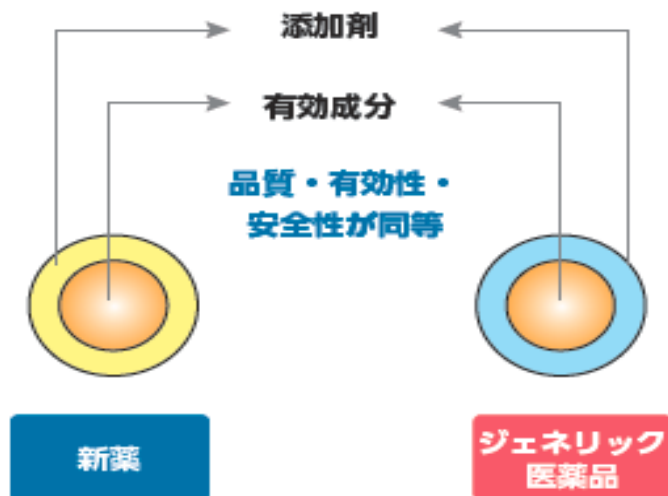 添加剤
有効成分
品質・有効性・
安全性が同等
新薬
ジェネリック
医薬品